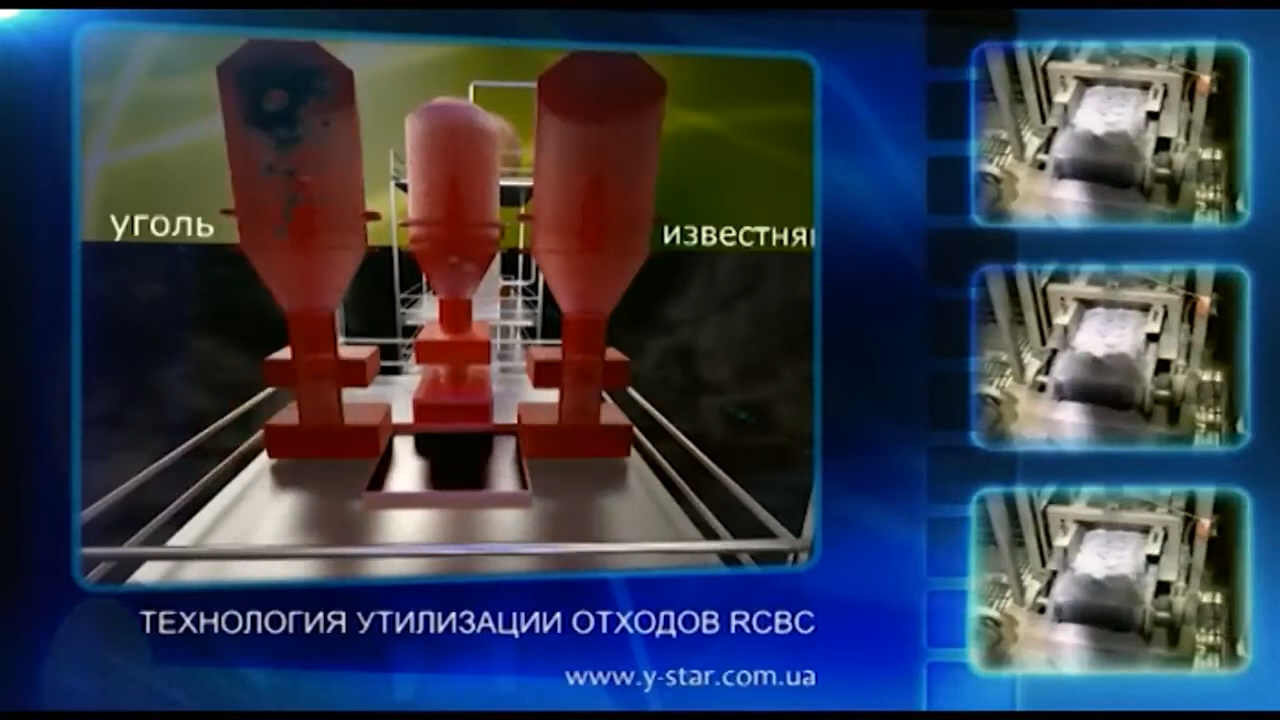 уголь
известня
ТЕХНОЛОГИЯ УТИЛИЗАЦИИ ОТХОДОВ RCBC
www.y-star.com.ua